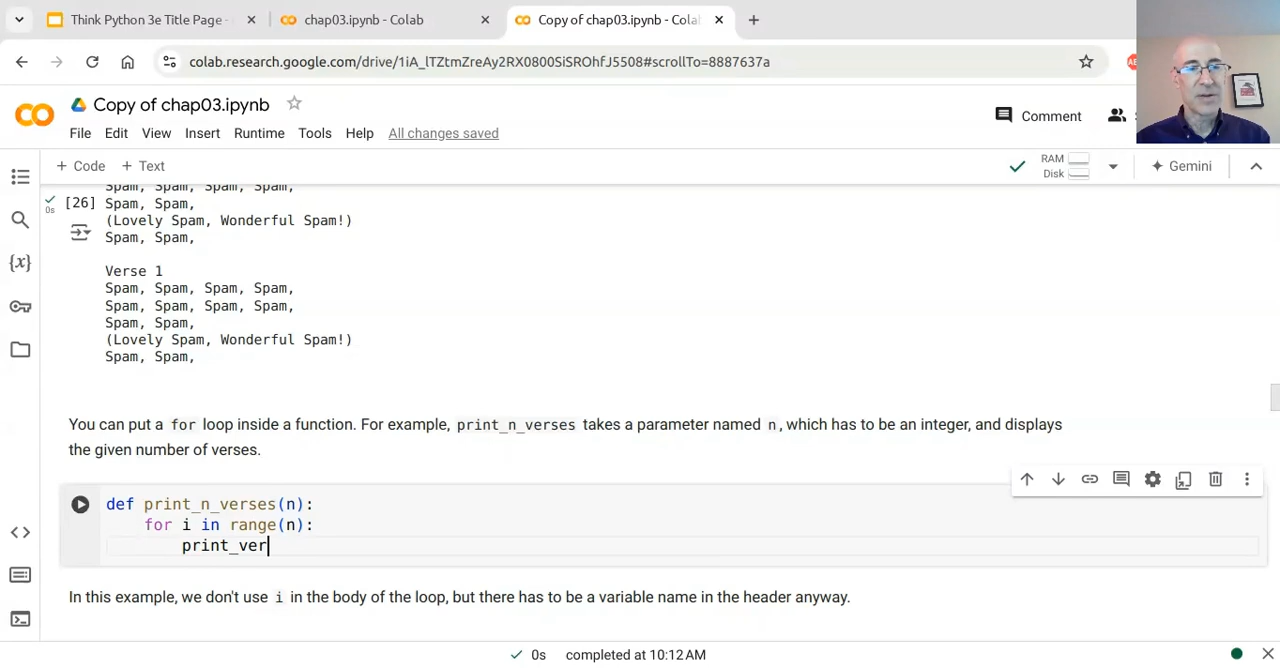 Think Python 3e Title Page -
chap03.ipynb - Colab
Copy of chap03.ipynb - Cola
colab.research.google.com/drive/1iA_lTZtmZreAy2RX0800SiSROhfJ5508#scrollTo=8887637a
Copy of chap03.ipynb
File Edit View Insert Runtime Tools Help All changes saved
Comment
+ Code + Text
RAM
Disk
Gemini
Spam, Spam, Spam, Spam,
[26] Spam, Spam,
0s
(Lovely Spam, Wonderful Spam!)
Spam, Spam,
Verse 1
Spam, Spam, Spam, Spam,
Spam, Spam, Spam, Spam,
Spam, Spam,
(Lovely Spam, Wonderful Spam!)
Spam, Spam,
You can put a for loop inside a function. For example, print_n_verses takes a parameter named n, which has to be an integer, and displays
the given number of verses.
def print_n_verses(n):
for i in range(n):
print_ver
In this example, we don't use i in the body of the loop, but there has to be a variable name in the header anyway.
0s completed at 10:12 AM